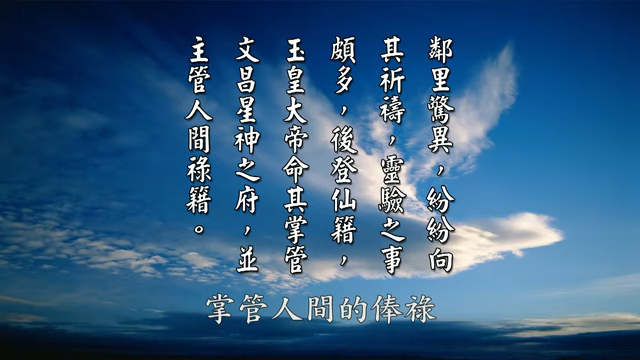 鄰里驚異，紛紛向
其祈禱，靈驗之事
頗多，後登仙籍，
玉皇大帝命其掌管
文昌星神之府，並
主管人間祿籍。
掌管人間的俸祿